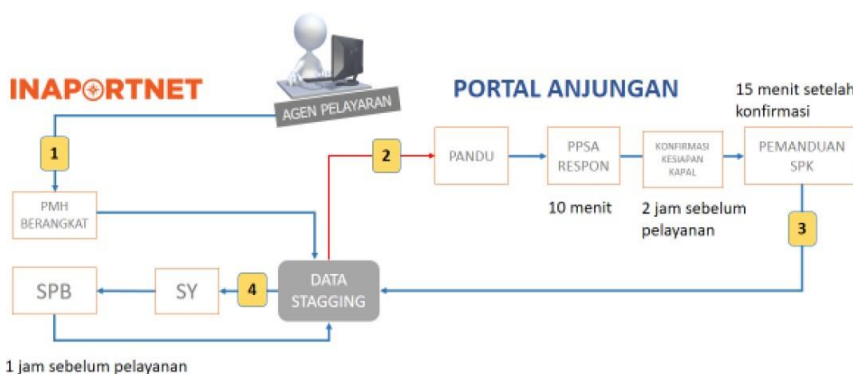 INAPORTNET
AGEN PELAYARAN
PORTAL ANJUNGAN
15 menit setelah
konfirmasi
1
2
PANDU
PPSA
RESPON
KONFIRMASI
KESIAPAN
KAPAL
PEMANDUAN
SPK
PMH
BERANGKAT
10 menit
2 jam sebelum
pelayanan
3
SPB
SY
4
DATA
STAGGING
1 jam sebelum pelayanan